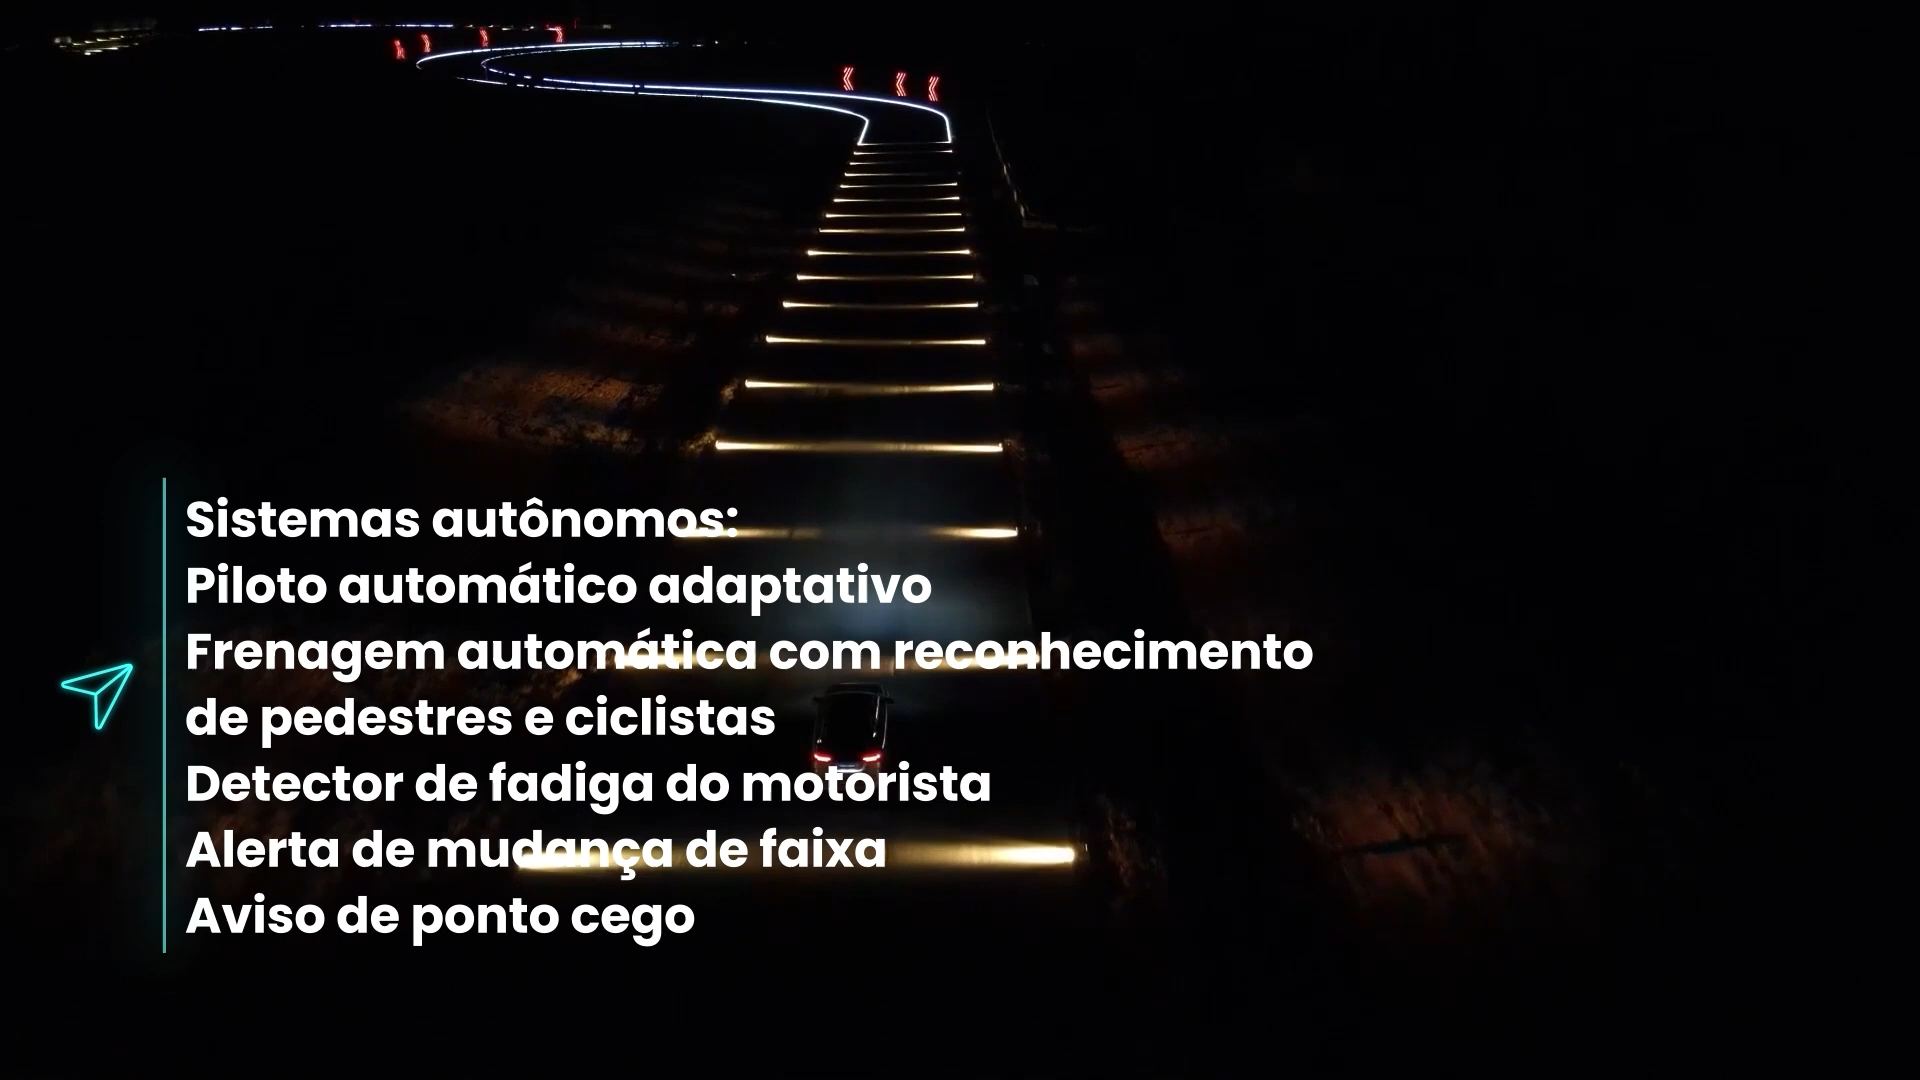 Sistemas autônomos:
Piloto automático adaptativo
Frenagem automática com reconhecimento
de pedestres e ciclistas
Detector de fadiga do motorista
Alerta de mudança de faixa
Aviso de ponto cego